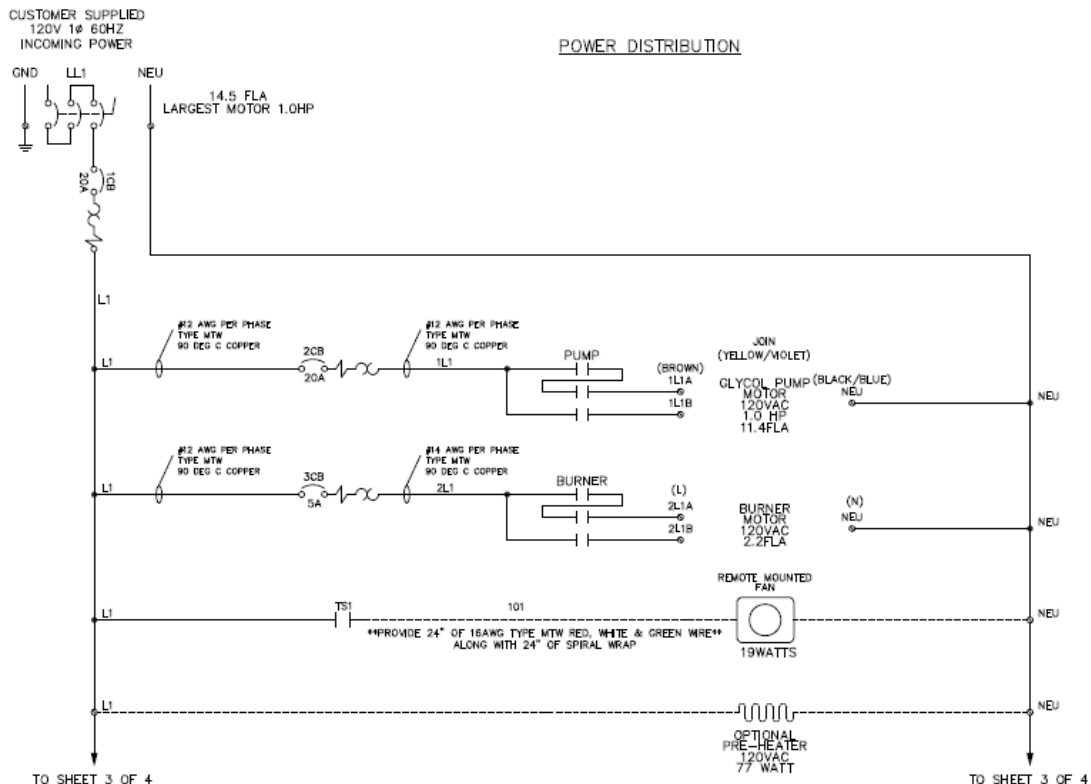 CUSTOMER SUPPLIED
120V 1ø 60HZ
INCOMING POWER
POWER DISTRIBUTION
GND
LL1
NEU
14.5 FLA
LARGEST MOTOR 1.0HP
1CB
20A
L1
#12 AWG PER PHASE
TYPE MTW
90 DEG C COPPER
#12 AWG PER PHASE
TYPE MTW
90 DEG C COPPER
L1
2CB
20A
1L1
PUMP
(BROWN)
1L1A
1L1B
JOIN
(YELLOW/VIOLET)
GLYCOL PUMP
MOTOR
120VAC
1.0 HP
11.4FLA
(BLACK/BLUE)
NEU
NEU
#12 AWG PER PHASE
TYPE MTW
90 DEG C COPPER
#14 AWG PER PHASE
TYPE MTW
90 DEG C COPPER
L1
3CB
5A
2L1
BURNER
(L)
2L1A
2L1B
BURNER
MOTOR
120VAC
2.2FLA
(N)
NEU
NEU
REMOTE MOUNTED
FAN
L1
TS1
101
NEU
**PROVIDE 24" OF 16AWG TYPE MTW RED, WHITE & GREEN WIRE**
ALONG WITH 24" OF SPIRAL WRAP
19WATTS
L1
NEU
OPTIONAL
PRE-HEATER
120VAC
77 WATT
TO SHEET 3 OF 4
TO SHEET 3 OF 4